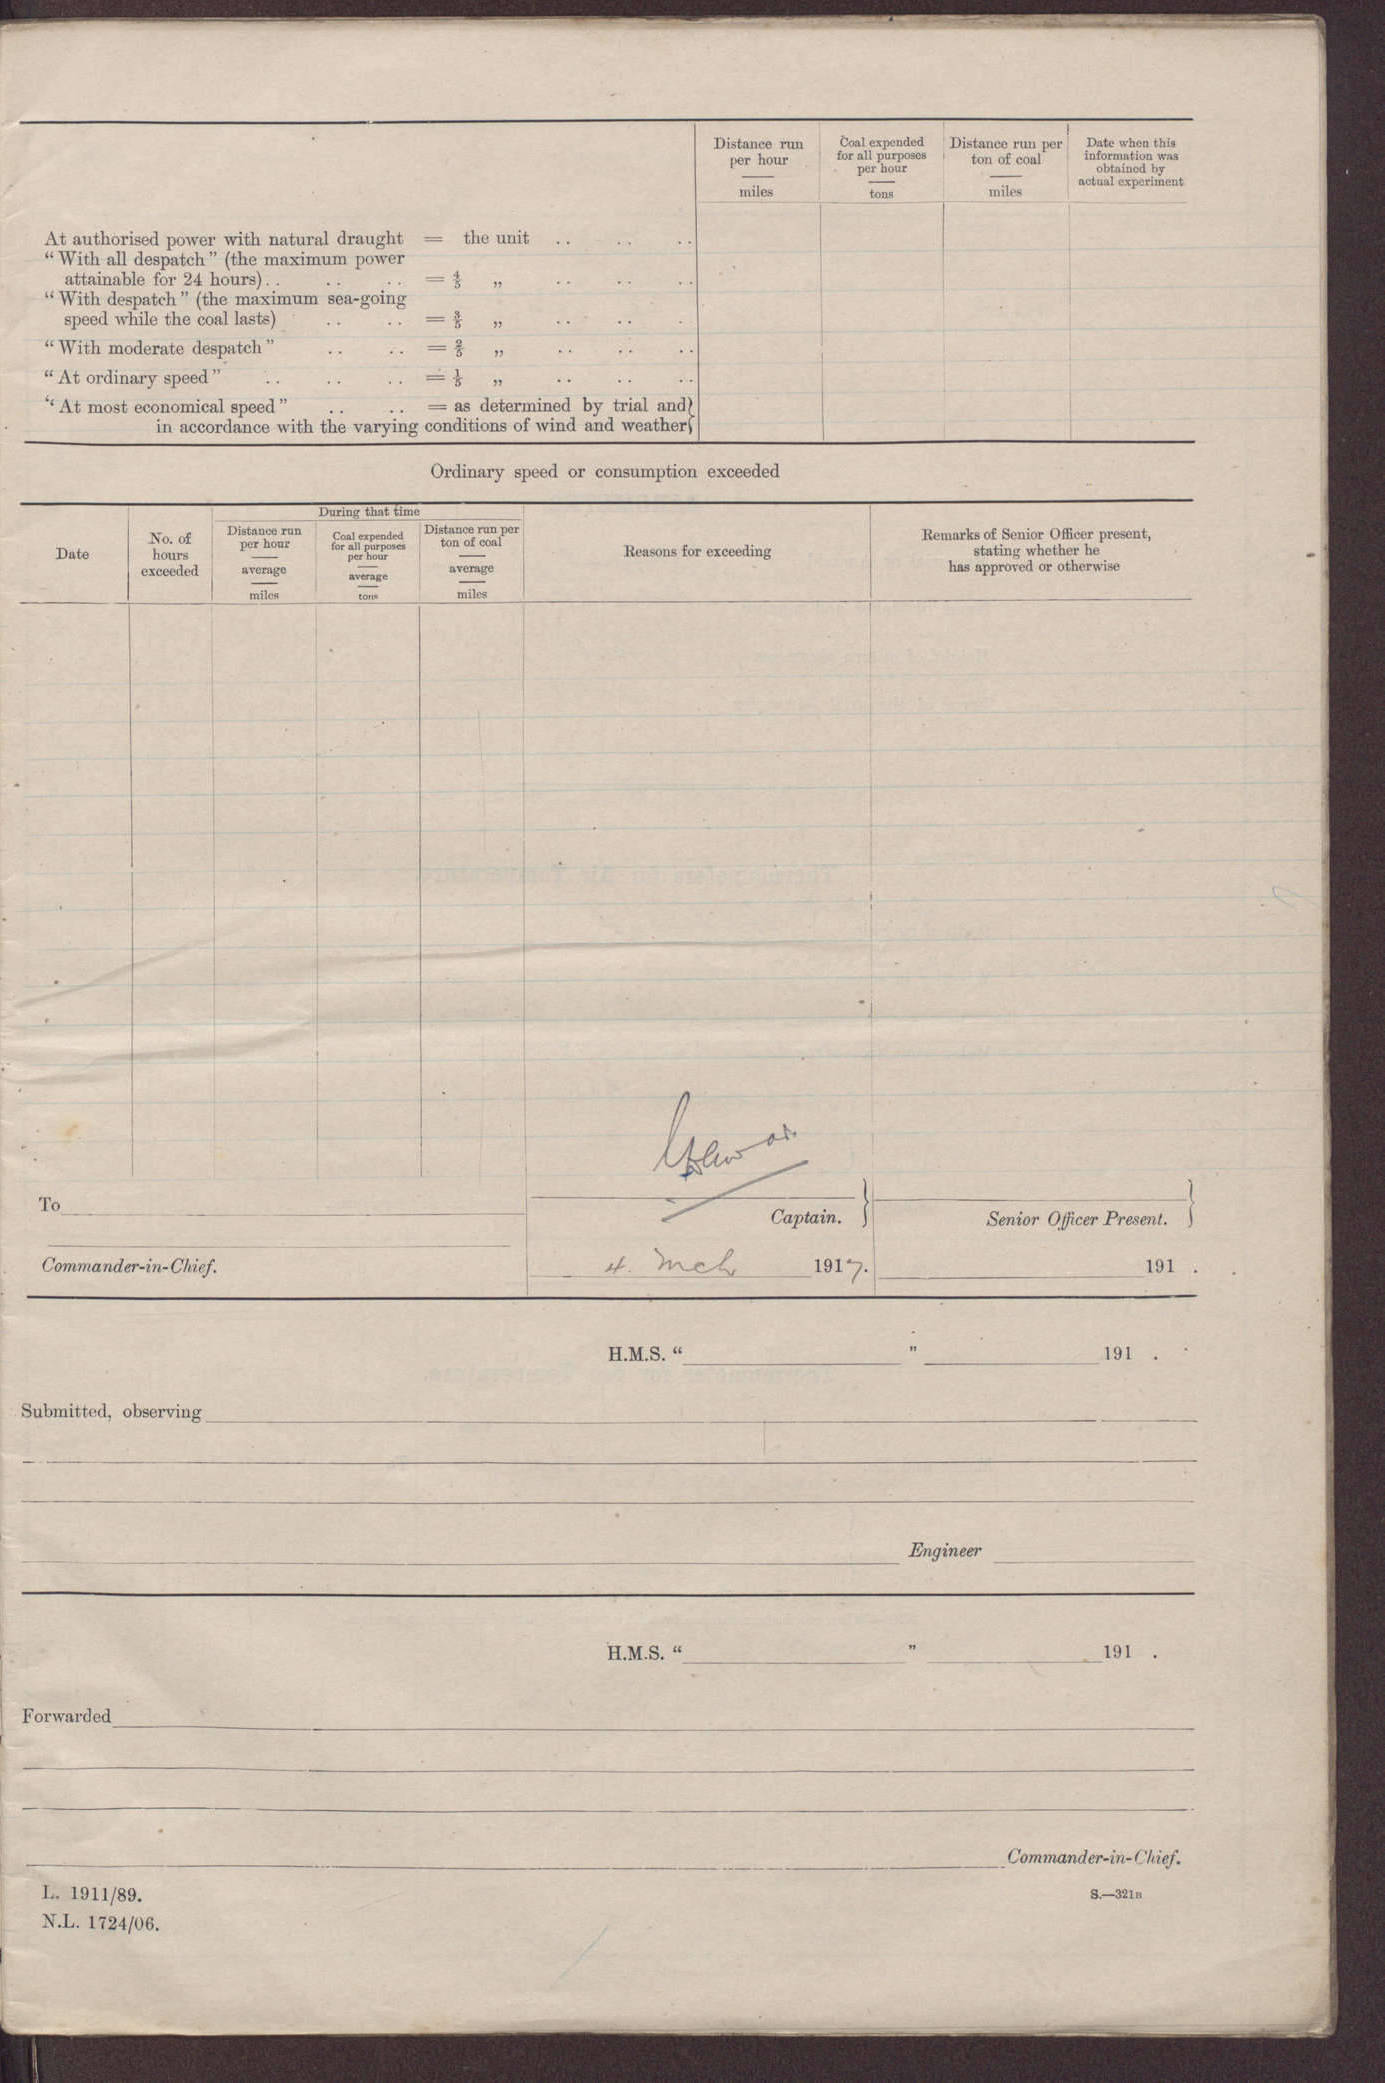 Distance run per hour
miles
Coal expended for all purposes per hour
tons
Distance run per ton of coal
miles
Date when this information was obtained by actual experiment
At authorised power with natural draught = the unit .. .. ..
“With all despatch” (the maximum power
attainable for 24 hours).. .. .. = 4/5 „ .. .. ..
“With despatch” (the maximum sea-going
speed while the coal lasts) .. .. = 3/5 „ .. .. .
“With moderate despatch” .. .. = 2/5 „ .. .. ..
“At ordinary speed” .. .. .. = 1/5 „ .. .. ..
“At most economical speed” .. .. = as determined by trial and}
in accordance with the varying conditions of wind and weather}
Ordinary speed or consumption exceeded
Date
No. of hours exceeded
During that time
Distance run per hour
average
miles
Coal expended for all purposes per hour
average
tons
Distance run per ton of coal
average
miles
Reasons for exceeding
Remarks of Senior Officer present,
stating whether he
has approved or otherwise
To
Captain. }
Senior Officer Present. }
Commander-in-Chief.
4. Mch 1917.
191 .
H.M.S. “ ” 191 .
Submitted, observing
Engineer
H.M.S. “ ” 191 .
Forwarded
Commander-in-Chief.
L. 1911/89.
S.—321B
N.L. 1724/06.